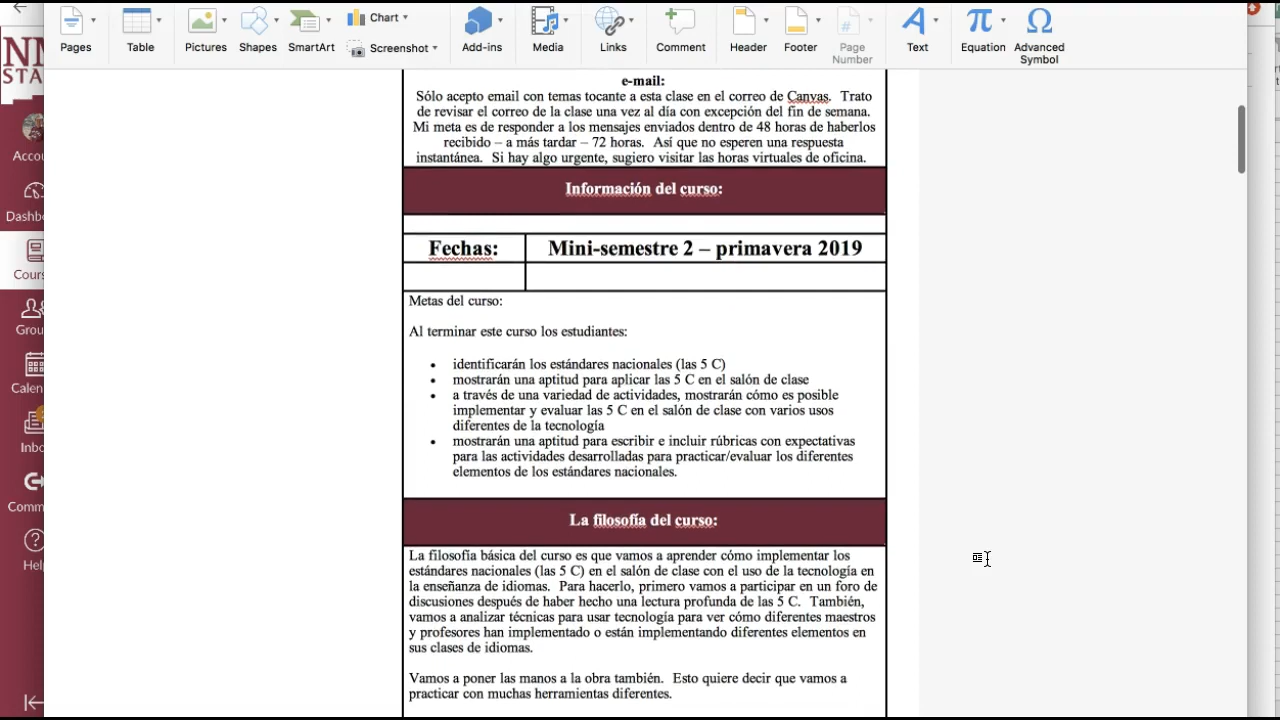 Chart
Screenshot
Pages
Table
Pictures
Shapes
SmartArt
Add-ins
Media
Links
Comment
Header
Footer
Page
Number
Text
Equation
Advanced
Symbol
e-mail:
Sólo acepto email con temas tocante a esta clase en el correo de Canvas. Trato
de revisar el correo de la clase una vez al día con excepción del fin de semana.
Mi meta es de responder a los mensajes enviados dentro de 48 horas de haberlos
recibido – a más tardar – 72 horas. Así que no esperen una respuesta
instantánea. Si hay algo urgente, sugiero visitar las horas virtuales de oficina.
Información del curso:
Fechas:
Mini-semestre 2 – primavera 2019
Metas del curso:
Al terminar este curso los estudiantes:
• identificarán los estándares nacionales (las 5 C)
• mostrarán una aptitud para aplicar las 5 C en el salón de clase
• a través de una variedad de actividades, mostrarán cómo es posible
implementar y evaluar las 5 C en el salón de clase con varios usos
diferentes de la tecnología
• mostrarán una aptitud para escribir e incluir rúbricas con expectativas
para las actividades desarrolladas para practicar/evaluar los diferentes
elementos de los estándares nacionales.
La filosofía del curso:
La filosofía básica del curso es que vamos a aprender cómo implementar los
estándares nacionales (las 5 C) en el salón de clase con el uso de la tecnología en
la enseñanza de idiomas. Para hacerlo, primero vamos a participar en un foro de
discusiones después de haber hecho una lectura profunda de las 5 C. También,
vamos a analizar técnicas para usar tecnología para ver cómo diferentes maestros
y profesores han implementado o están implementando diferentes elementos en
sus clases de idiomas.
Vamos a poner las manos a la obra también. Esto quiere decir que vamos a
practicar con muchas herramientas diferentes.
NM
STA
Accou
Dashbo
Cours
Grou
Calen
Inbo
Comm
Help